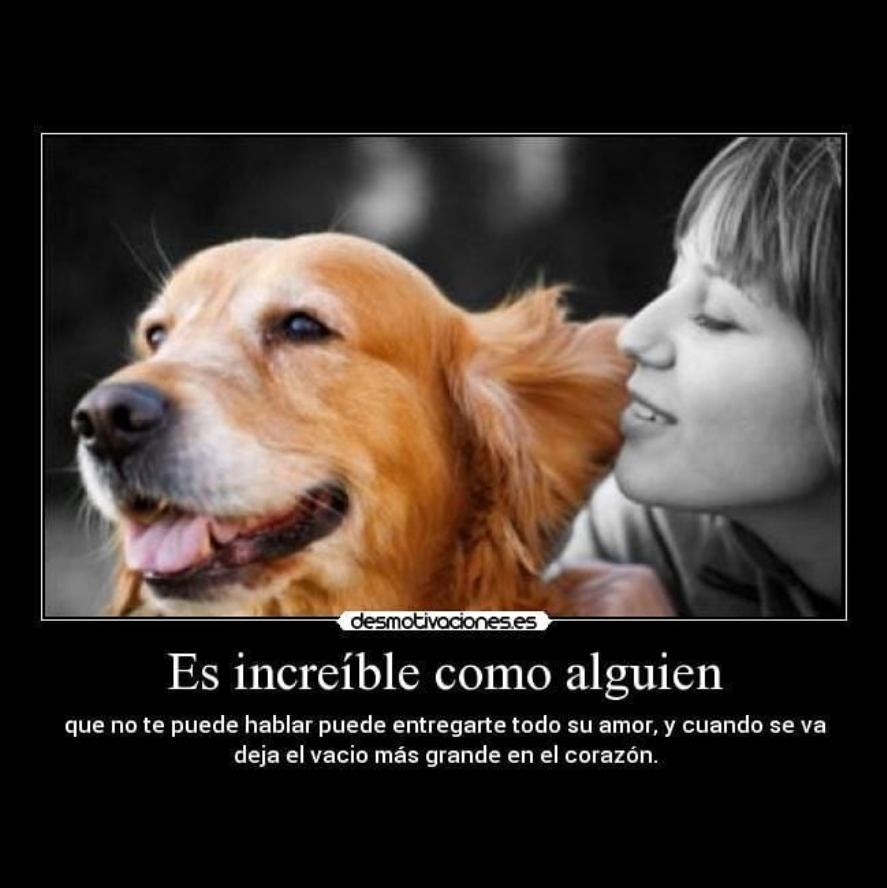 desmotivaciones.es
Es increíble como alguien
que no te puede hablar puede entregarte todo su amor, y cuando se va
deja el vacio más grande en el corazón.